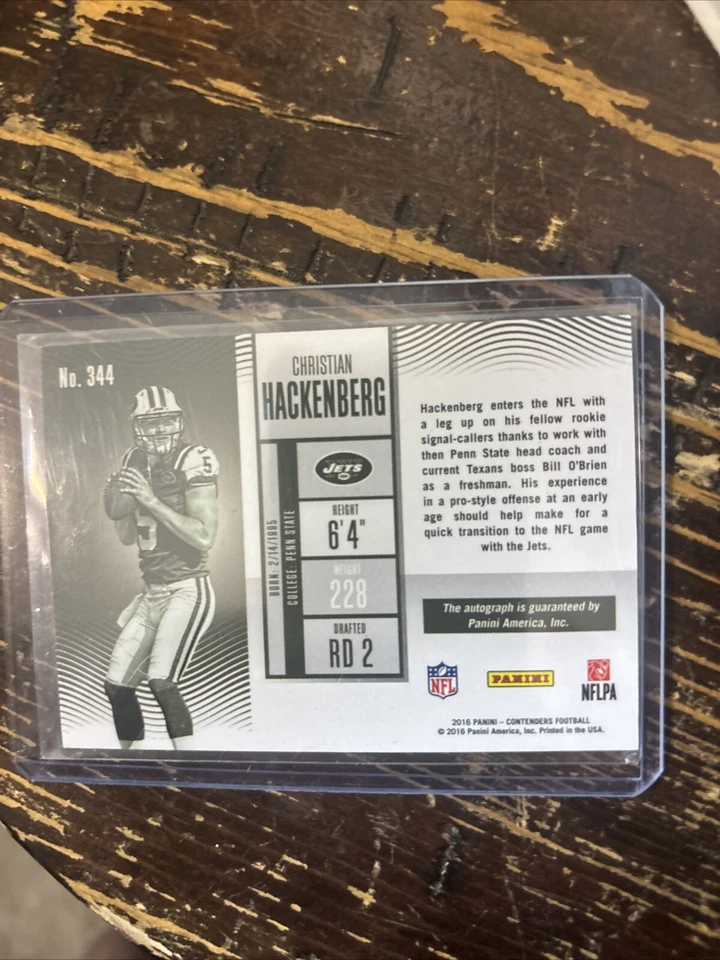 No. 344
CHRISTIAN
HACKENBERG
JETS
BORN: 2/14/1995
COLLEGE: PENN STATE
HEIGHT
6'4"
WEIGHT
228
DRAFTED
RD 2
Hackenberg enters the NFL with
a leg up on his fellow rookie
signal-callers thanks to work with
then Penn State head coach and
current Texans boss Bill O'Brien
as a freshman. His experience
in a pro-style offense at an early
age should help make for a
quick transition to the NFL game
with the Jets.
The autograph is guaranteed by
Panini America, Inc.
NFL
PANINI
NFLPA
2016 PANINI – CONTENDERS FOOTBALL
© 2016 Panini America, Inc. Printed in the USA.
5
5